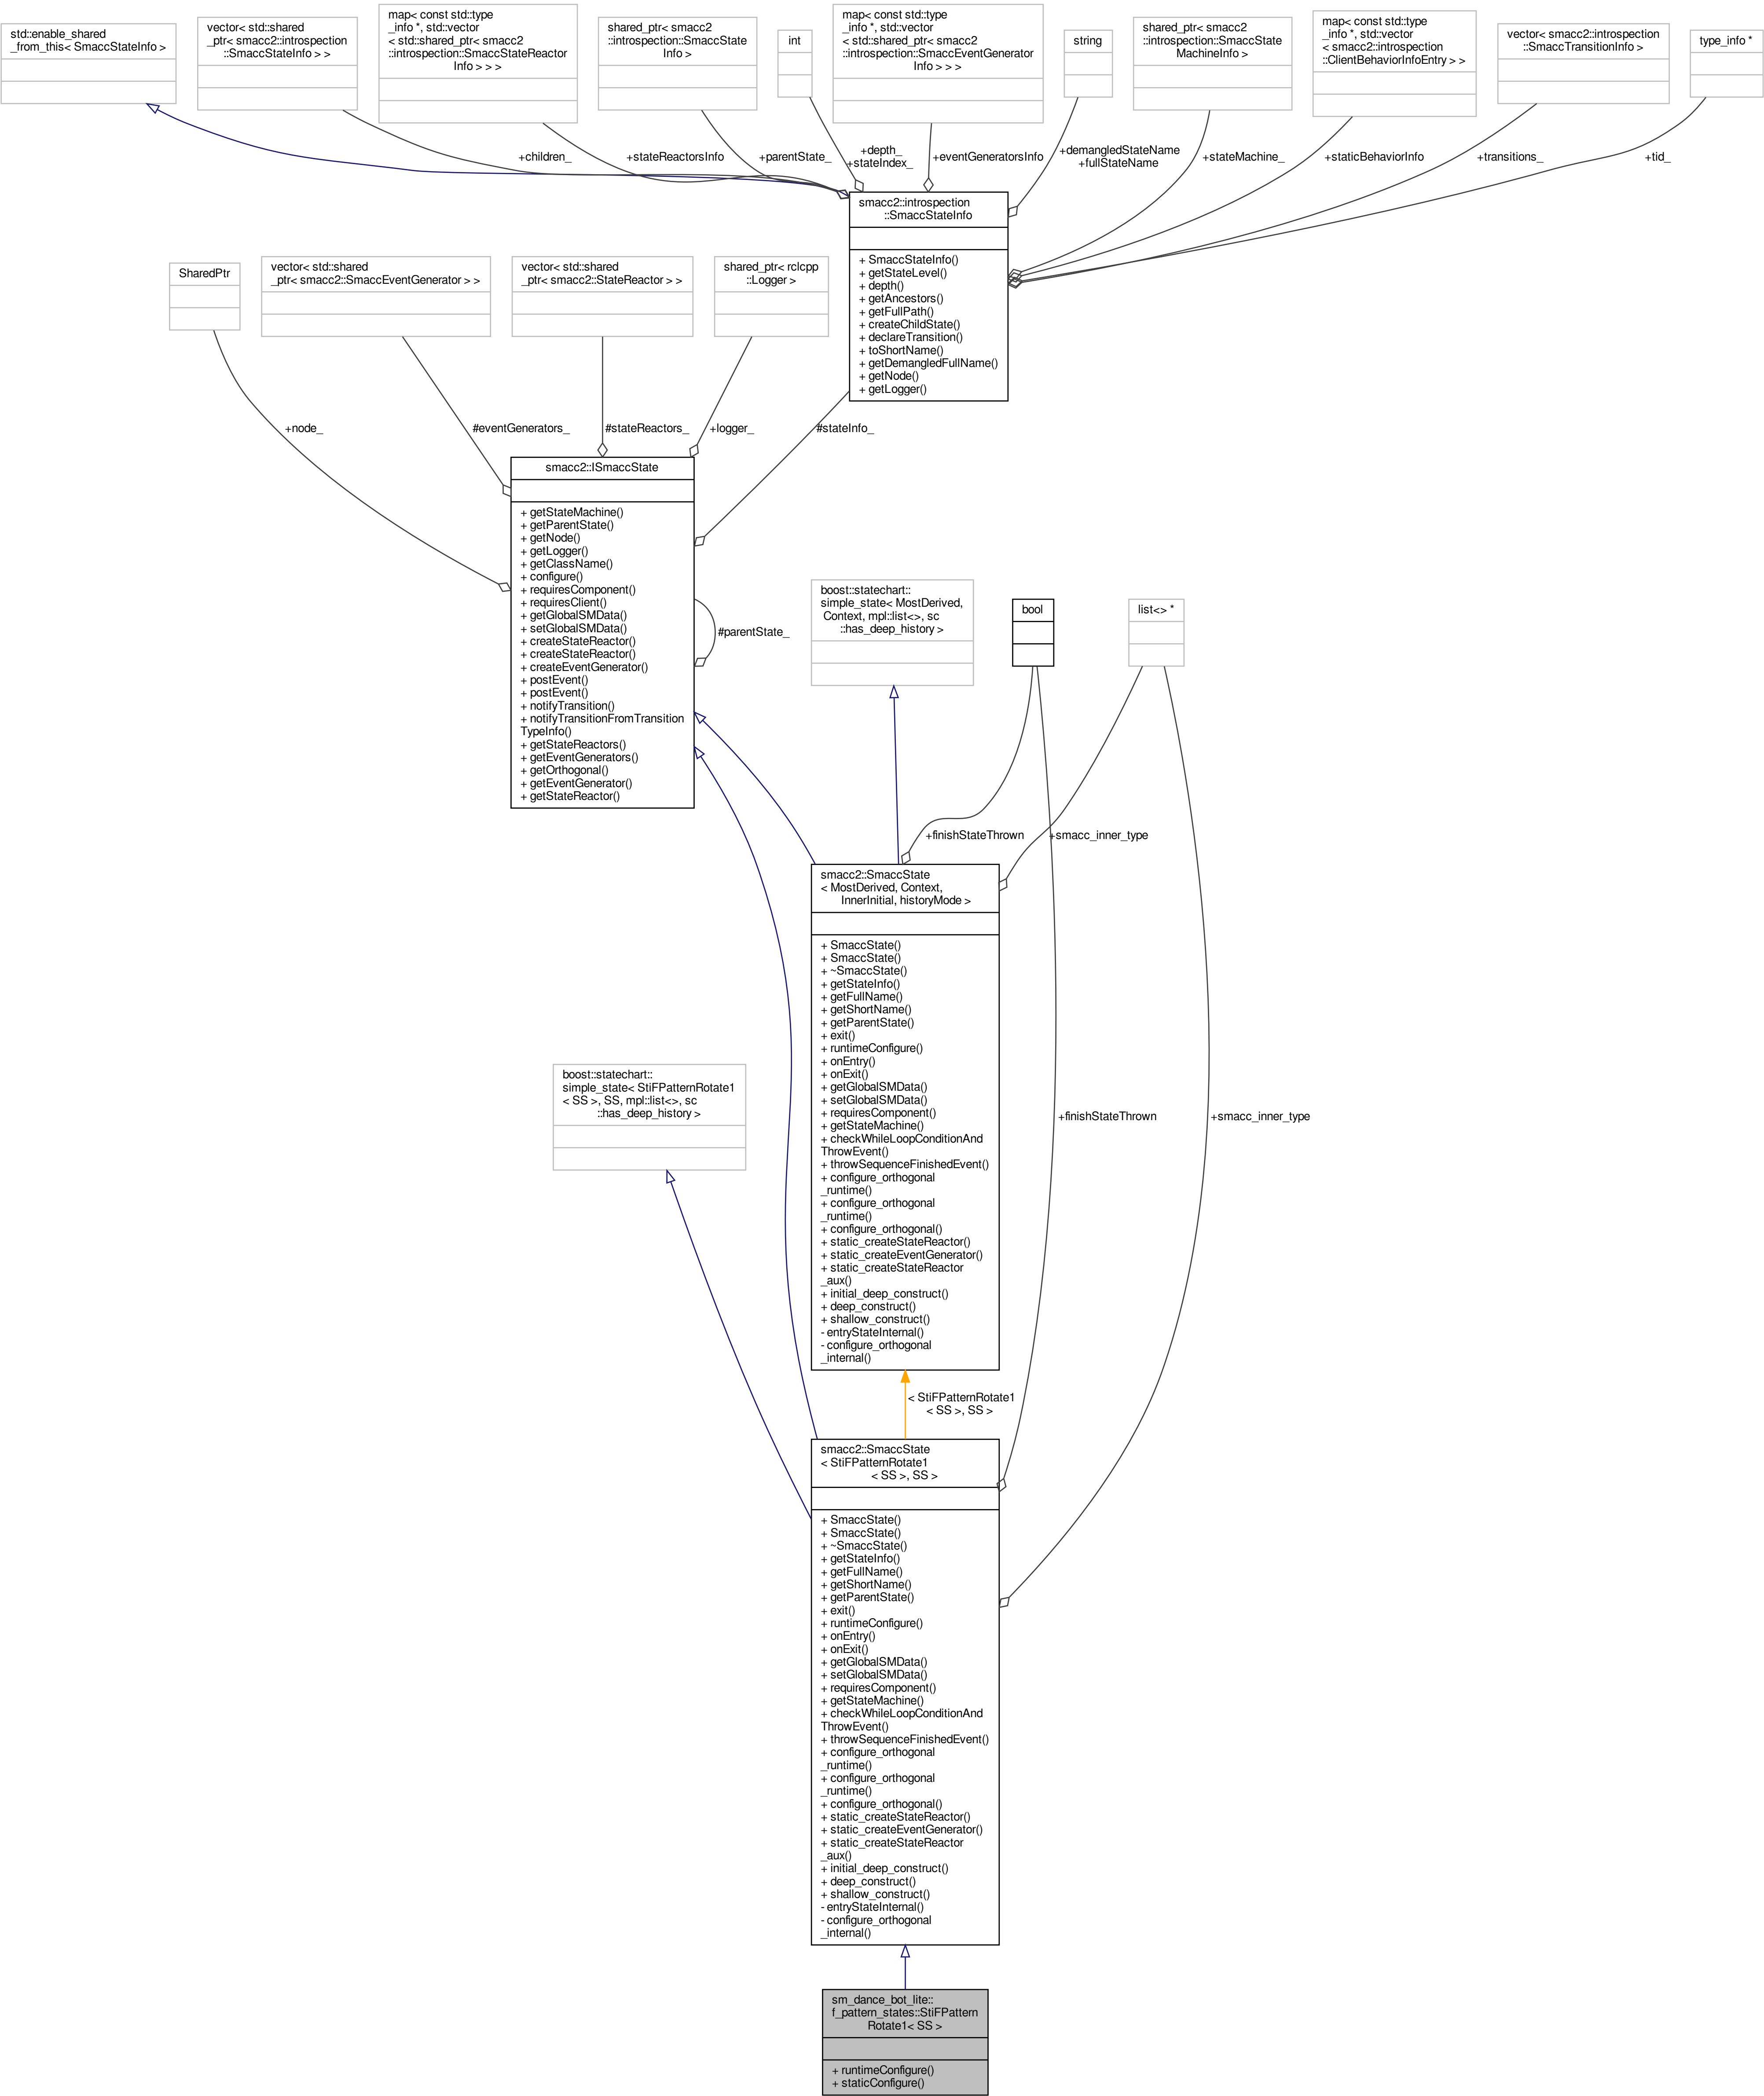 std::enable_shared
_from_this< SmaccStateInfo >
vector< std::shared
_ptr< smacc2::introspection
::SmaccStateInfo > >
map< const std::type
_info *, std::vector
< std::shared_ptr< smacc2
::introspection::SmaccStateReactor
Info > > >
shared_ptr< smacc2
::introspection::SmaccState
Info >
int
map< const std::type
_info *, std::vector
< std::shared_ptr< smacc2
::introspection::SmaccEventGenerator
Info > > >
string
shared_ptr< smacc2
::introspection::SmaccState
MachineInfo >
map< const std::type
_info *, std::vector
< smacc2::introspection
::ClientBehaviorInfoEntry > >
vector< smacc2::introspection
::SmaccTransitionInfo >
type_info *
+children_
+stateReactorsInfo
+parentState_
+depth_
+stateIndex_
+eventGeneratorsInfo
+demangledStateName
+fullStateName
+stateMachine_
+staticBehaviorInfo
+transitions_
+tid_
smacc2::introspection
::SmaccStateInfo
+ SmaccStateInfo()
+ getStateLevel()
+ depth()
+ getAncestors()
+ getFullPath()
+ createChildState()
+ declareTransition()
+ toShortName()
+ getDemangledFullName()
+ getNode()
+ getLogger()
SharedPtr
vector< std::shared
_ptr< smacc2::SmaccEventGenerator > >
vector< std::shared
_ptr< smacc2::StateReactor > >
shared_ptr< rclcpp
::Logger >
+node_
#eventGenerators_
#stateReactors_
+logger_
#stateInfo_
smacc2::ISmaccState
+ getStateMachine()
+ getParentState()
+ getNode()
+ getLogger()
+ getClassName()
+ configure()
+ requiresComponent()
+ requiresClient()
+ getGlobalSMData()
+ setGlobalSMData()
+ createStateReactor()
+ createStateReactor()
+ createEventGenerator()
+ postEvent()
+ postEvent()
+ notifyTransition()
+ notifyTransitionFromTransition
TypeInfo()
+ getStateReactors()
+ getEventGenerators()
+ getOrthogonal()
+ getEventGenerator()
+ getStateReactor()
#parentState_
boost::statechart::
simple_state< MostDerived,
Context, mpl::list<>, sc
::has_deep_history >
bool
list<> *
+finishStateThrown
+smacc_inner_type
smacc2::SmaccState
< MostDerived, Context,
InnerInitial, historyMode >
+ SmaccState()
+ SmaccState()
+ ~SmaccState()
+ getStateInfo()
+ getFullName()
+ getShortName()
+ getParentState()
+ exit()
+ runtimeConfigure()
+ onEntry()
+ onExit()
+ getGlobalSMData()
+ setGlobalSMData()
+ requiresComponent()
+ getStateMachine()
+ checkWhileLoopConditionAnd
ThrowEvent()
+ throwSequenceFinishedEvent()
+ configure_orthogonal
_runtime()
+ configure_orthogonal
_runtime()
+ configure_orthogonal()
+ static_createStateReactor()
+ static_createEventGenerator()
+ static_createStateReactor
_aux()
+ initial_deep_construct()
+ deep_construct()
+ shallow_construct()
- entryStateInternal()
- configure_orthogonal
_internal()
boost::statechart::
simple_state< StiFPatternRotate1
< SS >, SS, mpl::list<>, sc
::has_deep_history >
+finishStateThrown
+smacc_inner_type
< StiFPatternRotate1
< SS >, SS >
smacc2::SmaccState
< StiFPatternRotate1
< SS >, SS >
+ SmaccState()
+ SmaccState()
+ ~SmaccState()
+ getStateInfo()
+ getFullName()
+ getShortName()
+ getParentState()
+ exit()
+ runtimeConfigure()
+ onEntry()
+ onExit()
+ getGlobalSMData()
+ setGlobalSMData()
+ requiresComponent()
+ getStateMachine()
+ checkWhileLoopConditionAnd
ThrowEvent()
+ throwSequenceFinishedEvent()
+ configure_orthogonal
_runtime()
+ configure_orthogonal
_runtime()
+ configure_orthogonal()
+ static_createStateReactor()
+ static_createEventGenerator()
+ static_createStateReactor
_aux()
+ initial_deep_construct()
+ deep_construct()
+ shallow_construct()
- entryStateInternal()
- configure_orthogonal
_internal()
sm_dance_bot_lite::
f_pattern_states::StiFPattern
Rotate1< SS >
+ runtimeConfigure()
+ staticConfigure()